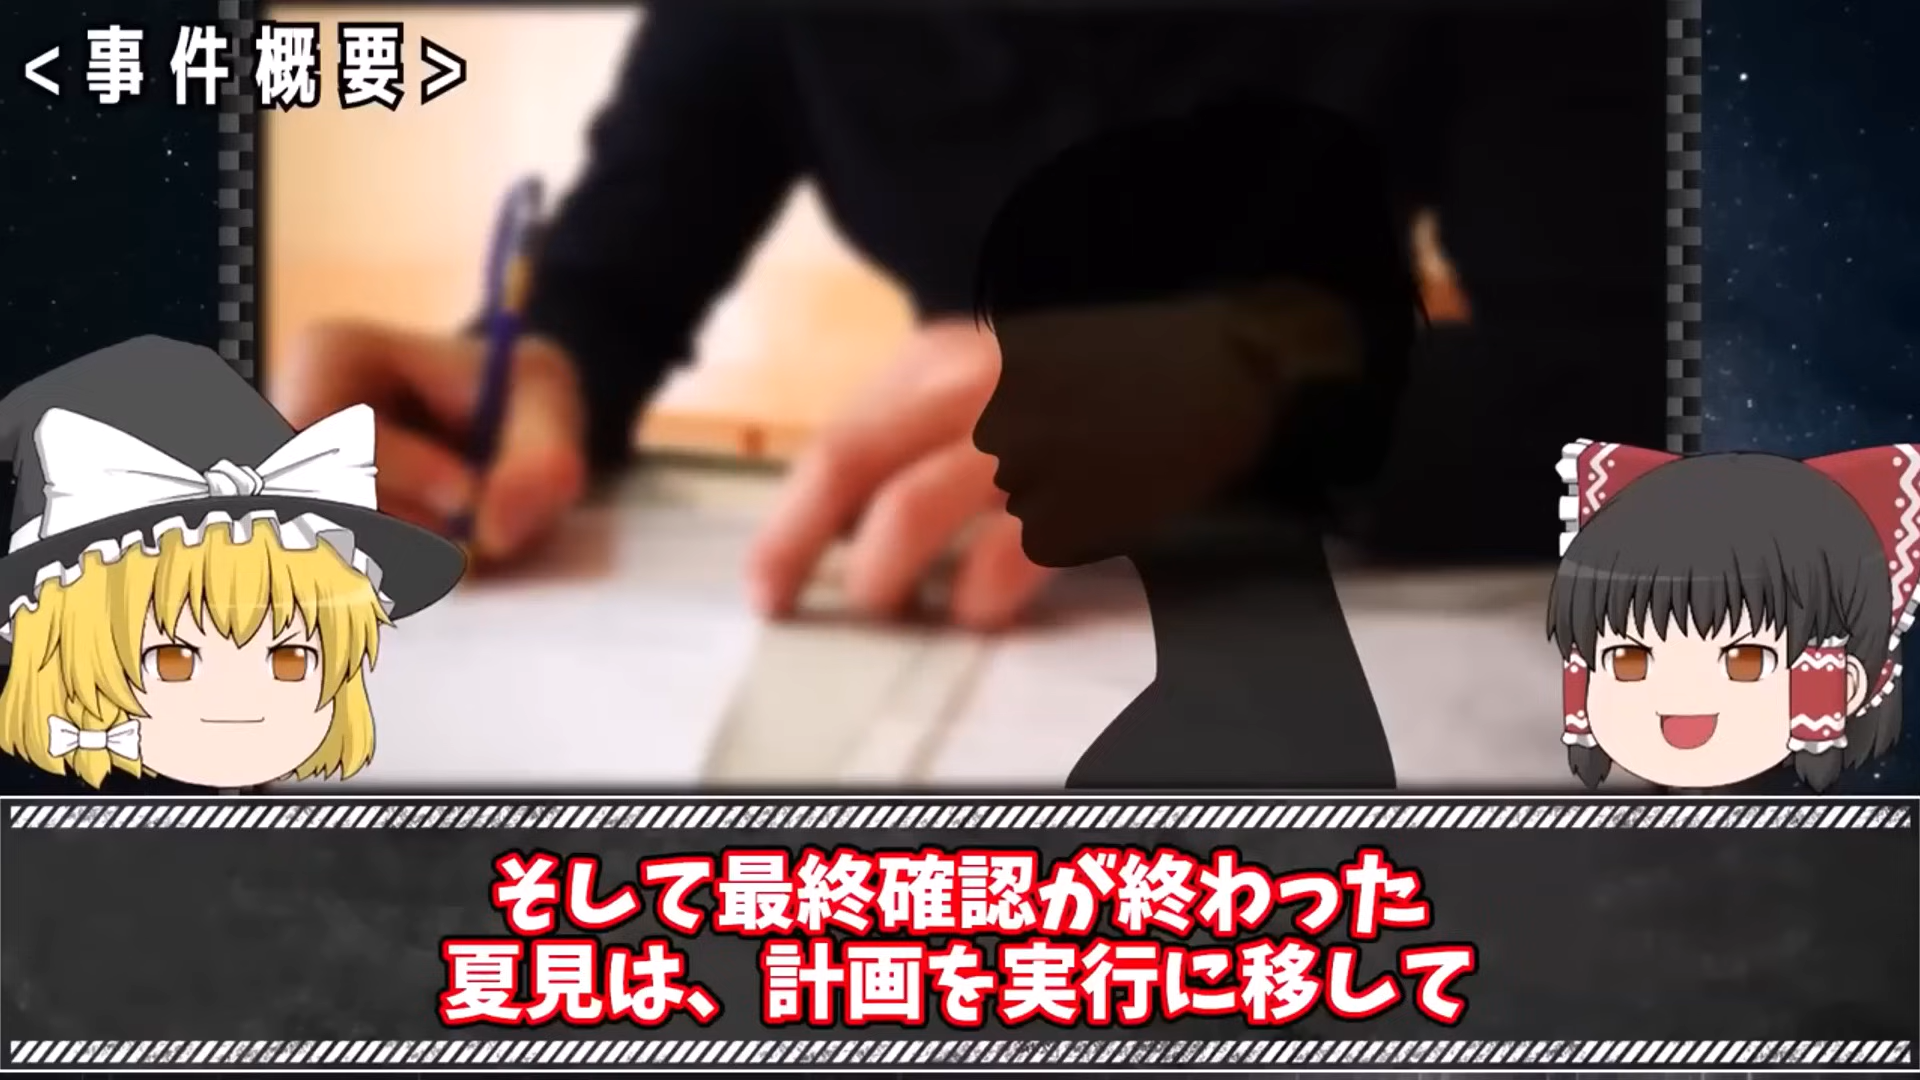 <事件概要>
そして最終確認が終わった
夏見は、計画を実行に移して